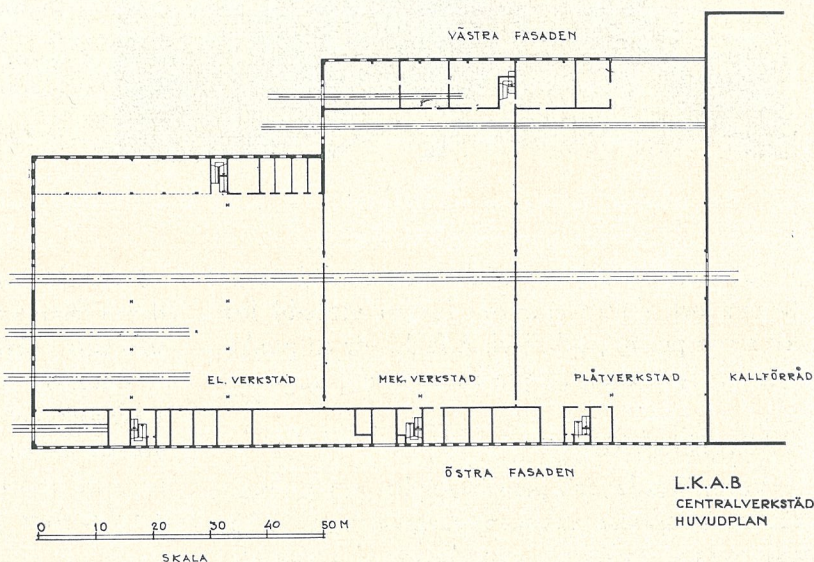 VÄSTRA FASADEN
EL. VERKSTAD
MEK. VERKSTAD
PLÅTVERKSTAD
KALLFÖRRÅD
ÖSTRA FASADEN
L.K.A.B
CENTRALVERKSTÄD
HUVUDPLAN
0 10 20 30 40 50 M
SKALA